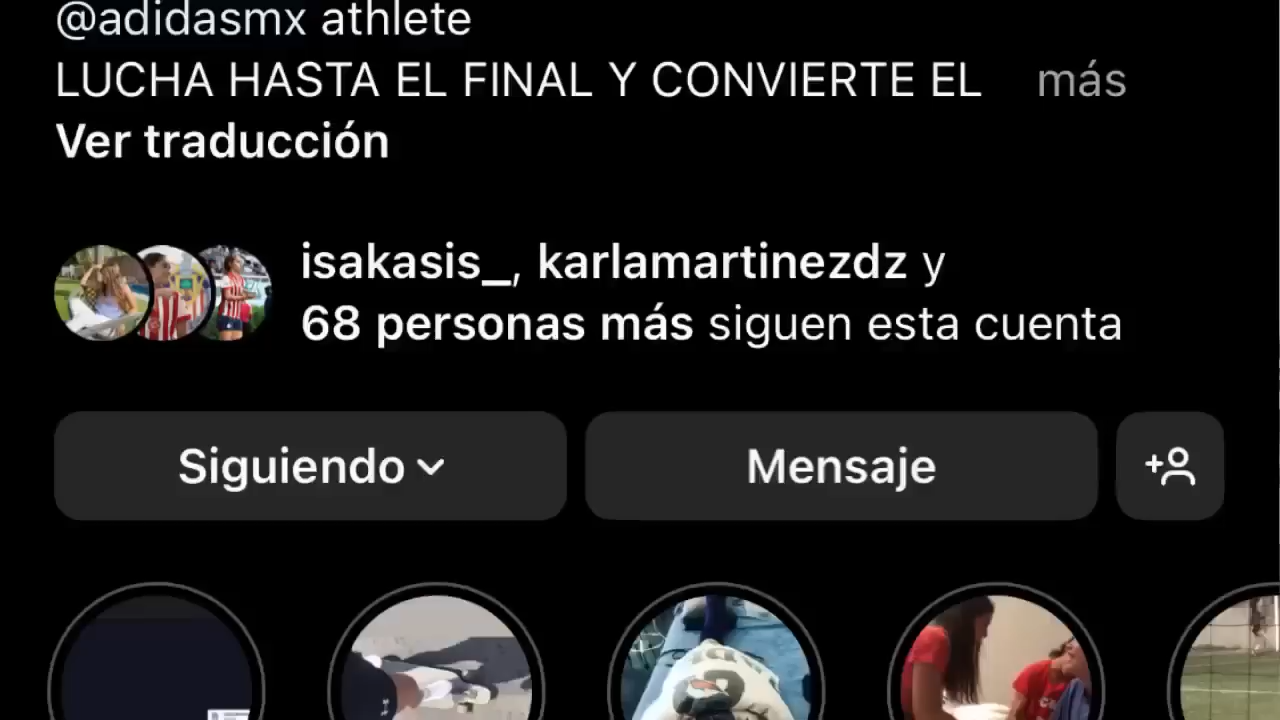 @adidasmx athlete
LUCHA HASTA EL FINAL Y CONVIERTE EL más
Ver traducción
isakasis_, karlamartinezdz y
68 personas más siguen esta cuenta
Siguiendo
Mensaje